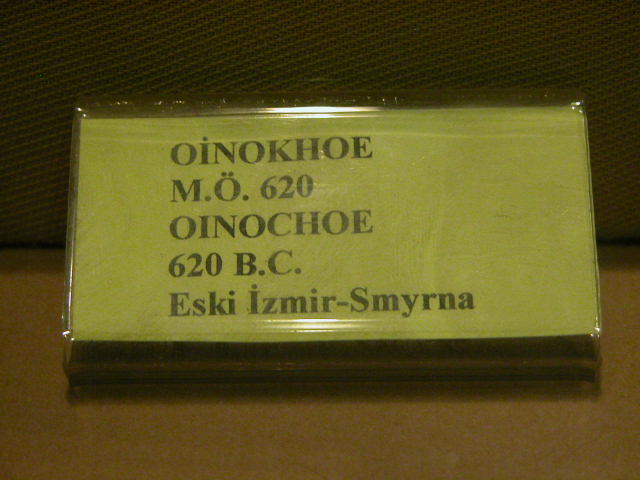 OİNOKHOE
M.Ö. 620
OINOCHOE
620 B.C.
Eski İzmir-Smyrna